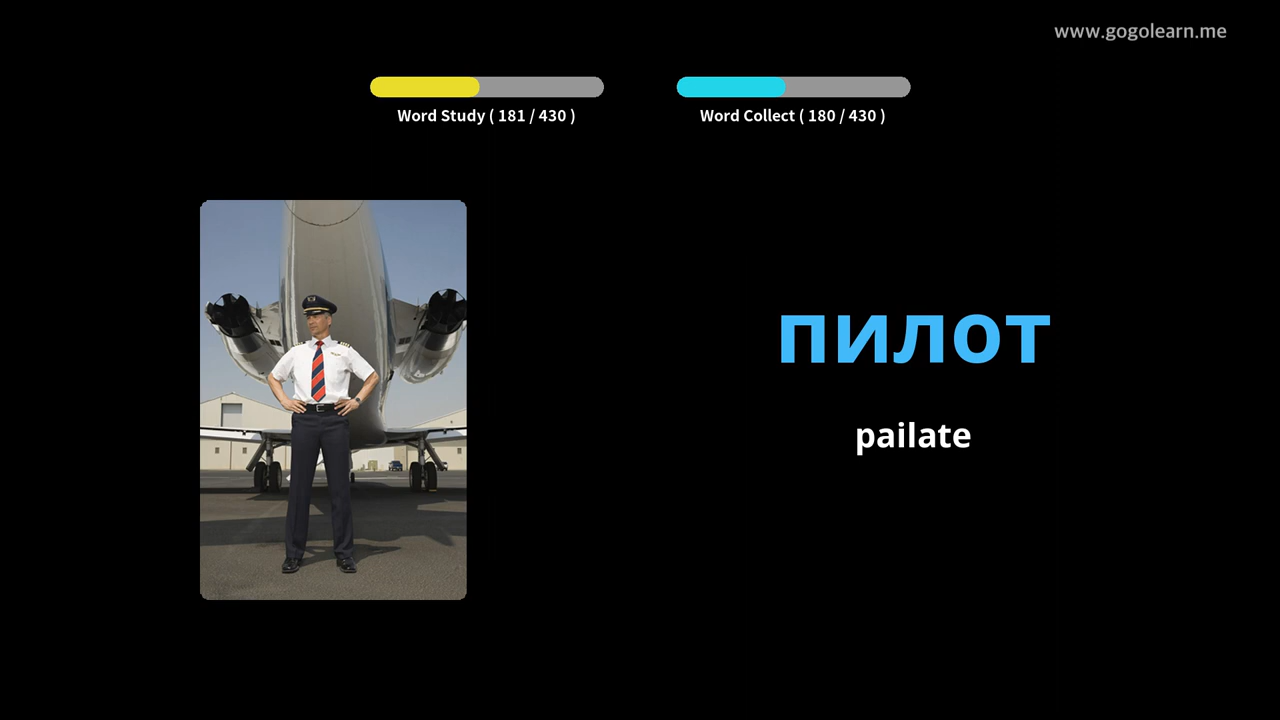 www.gogolearn.me
Word Study ( 181 / 430 )
Word Collect ( 180 / 430 )
пилот
pailate